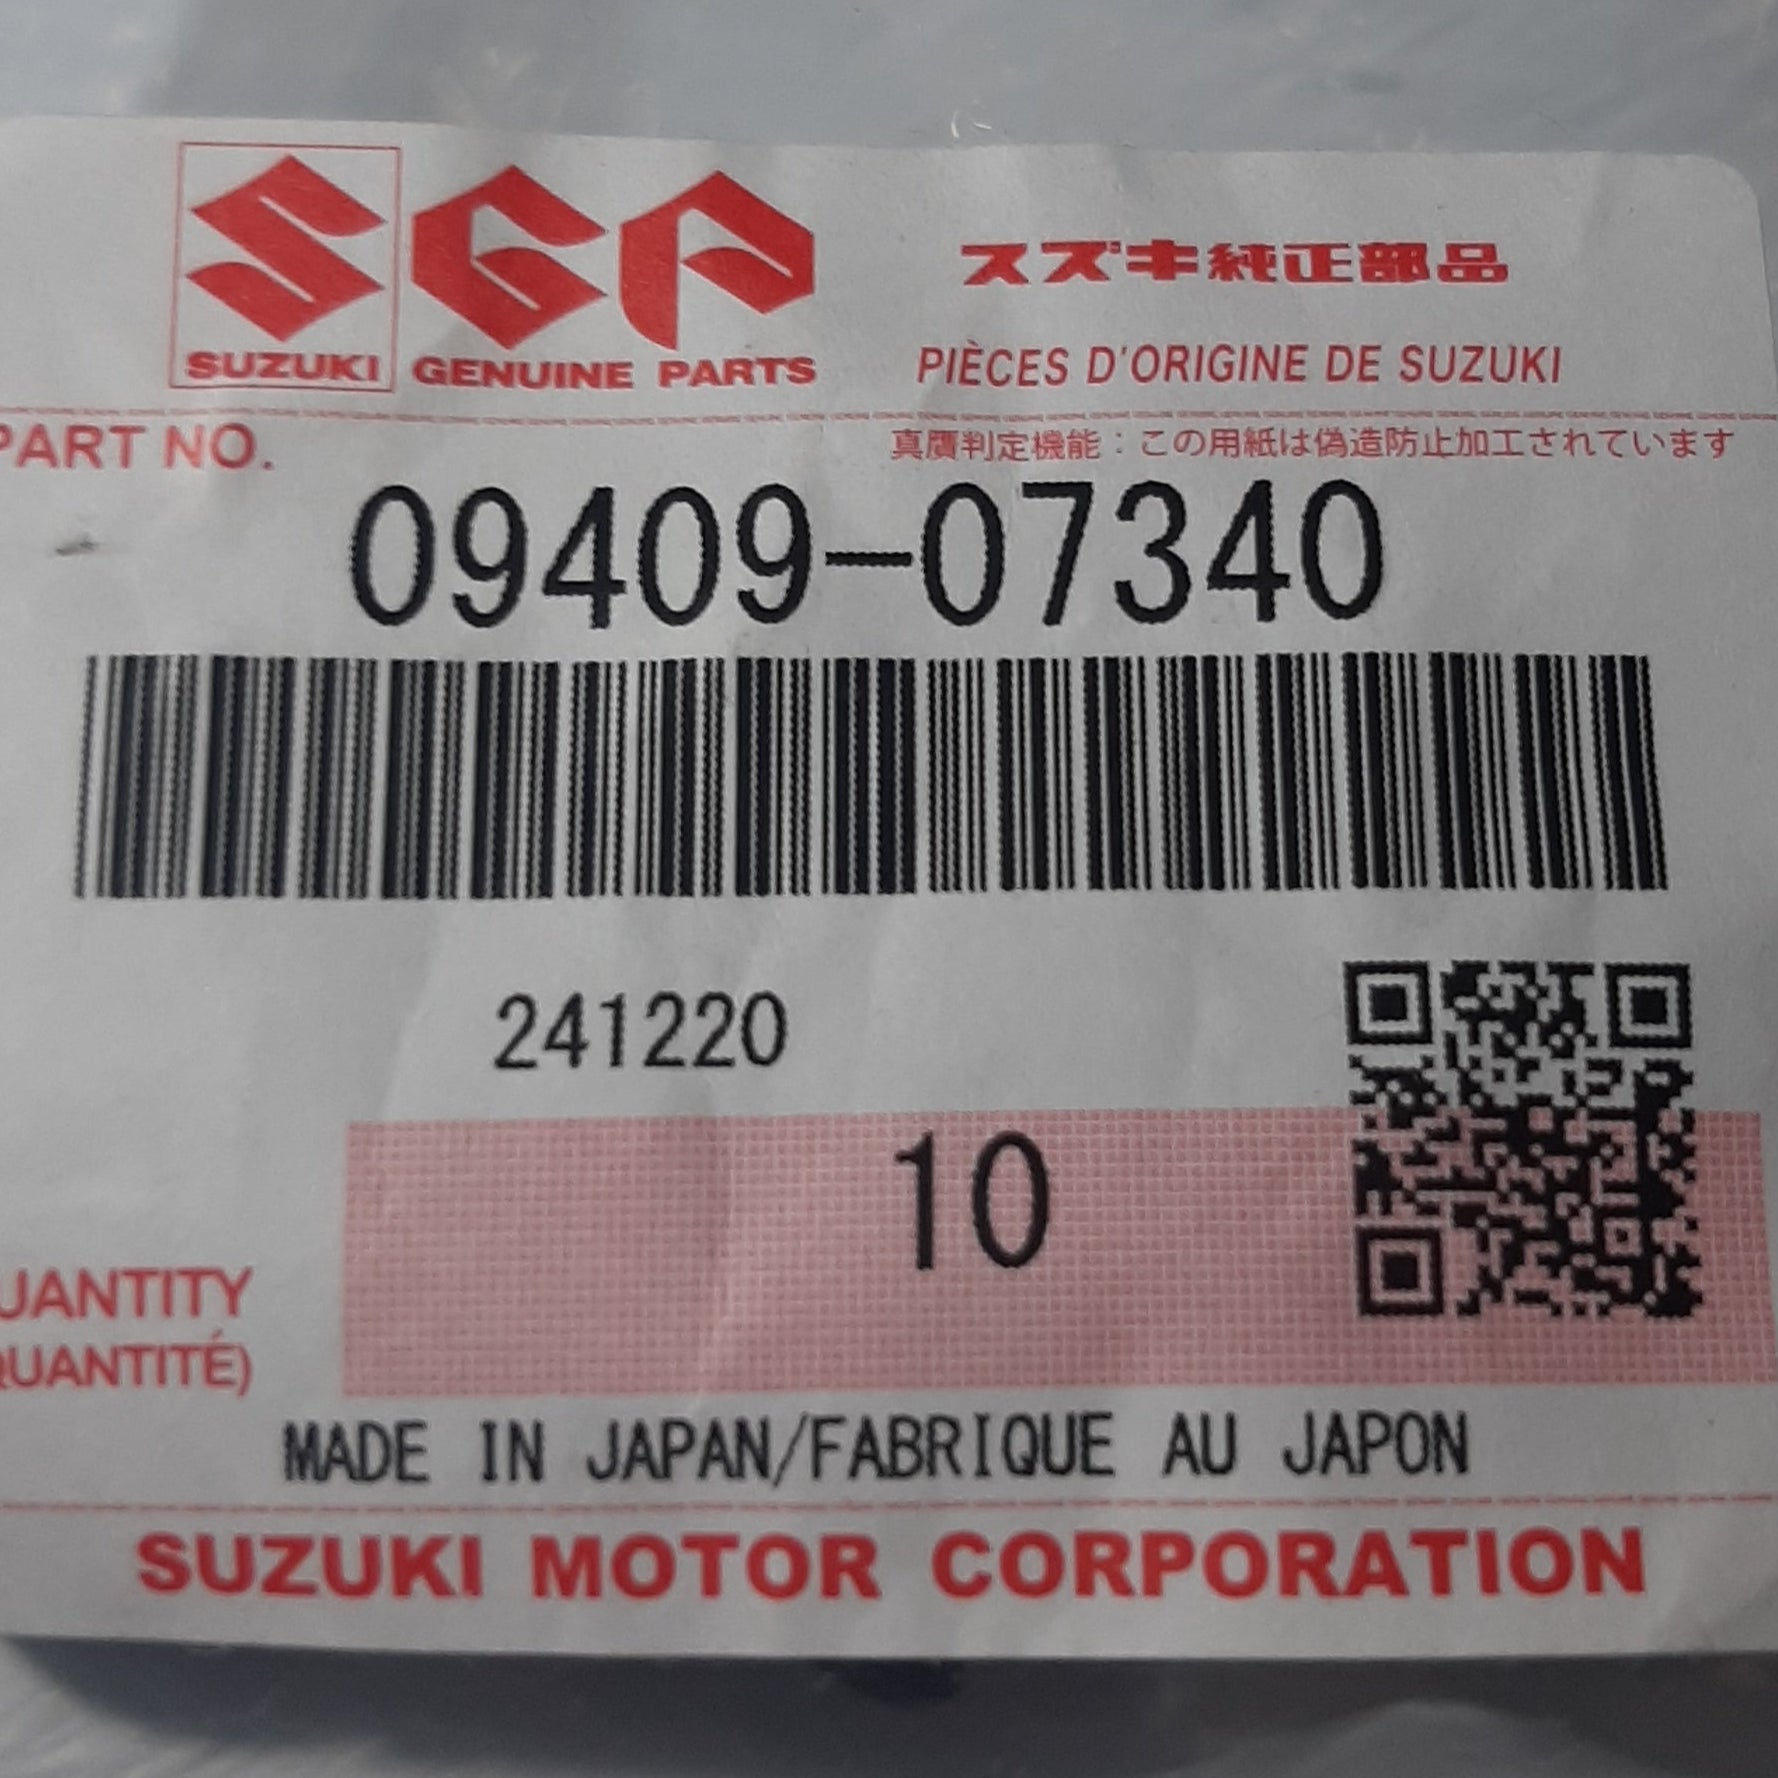 SGP
スズキ純正部品
SUZUKI GENUINE PARTS
PIÈCES D'ORIGINE DE SUZUKI
PART NO.
真贋判定機能：この用紙は偽造防止加工されています
09409-07340
241220
10
UANTITY
QUANTITÉ)
MADE IN JAPAN/FABRIQUE AU JAPON
SUZUKI MOTOR CORPORATION